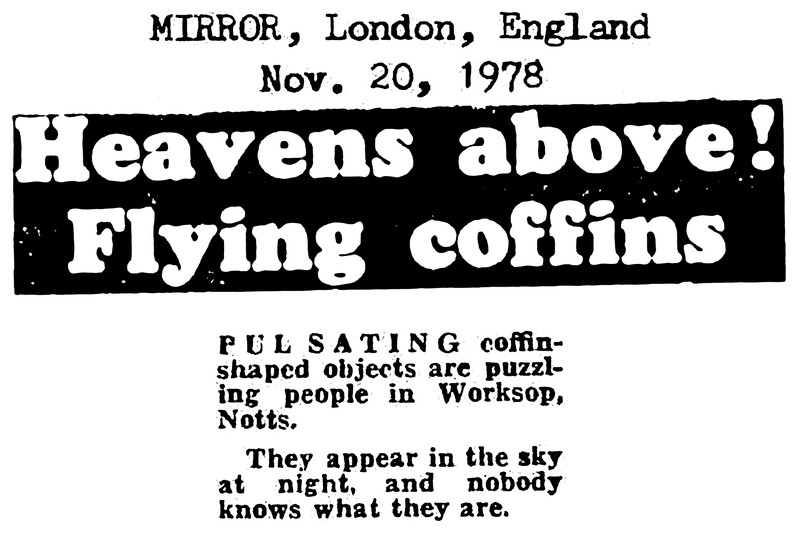 MIRROR, London, England
Nov. 20, 1978
Heavens above!
Flying coffins
PULSATING coffin-
shaped objects are puzzl-
ing people in Worksop,
Notts.
They appear in the sky
at night, and nobody
knows what they are.